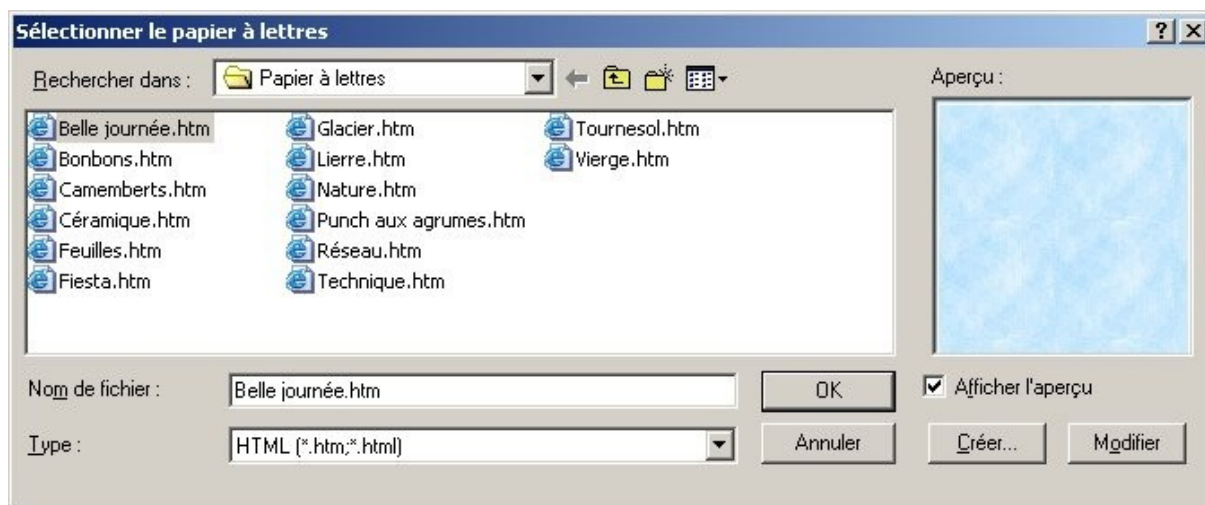 Sélectionner le papier à lettres
Rechercher dans :
Papier à lettres
Aperçu :
Belle journée.htm
Bonbons.htm
Camemberts.htm
Céramique.htm
Feuilles.htm
Fiesta.htm
Glacier.htm
Lierre.htm
Nature.htm
Punch aux agrumes.htm
Réseau.htm
Technique.htm
Tournesol.htm
Vierge.htm
Nom de fichier :
Belle journée.htm
OK
Afficher l'aperçu
Type :
HTML (*.htm;*.html)
Annuler
Créer...
Modifier